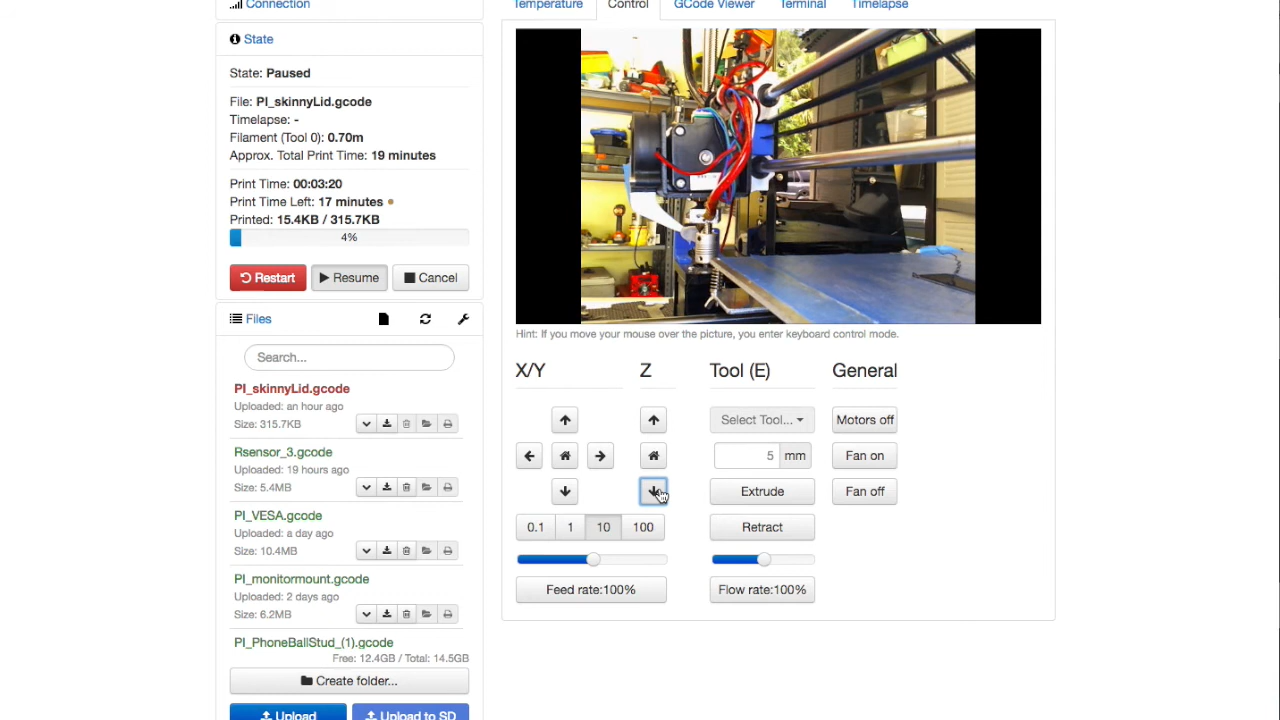 Connection
State
State: Paused
File: PI_skinnyLid.gcode
Timelapse: -
Filament (Tool 0): 0.70m
Approx. Total Print Time: 19 minutes
Print Time: 00:03:20
Print Time Left: 17 minutes
Printed: 15.4KB / 315.7KB
4%
Restart
Resume
Cancel
Files
Search...
PI_skinnyLid.gcode
Uploaded: an hour ago
Size: 315.7KB
Rsensor_3.gcode
Uploaded: 19 hours ago
Size: 5.4MB
PI_VESA.gcode
Uploaded: a day ago
Size: 10.4MB
PI_monitormount.gcode
Uploaded: 2 days ago
Size: 6.2MB
PI_PhoneBallStud_(1).gcode
Free: 12.4GB / Total: 14.5GB
Create folder...
Upload
Upload to SD
Temperature
Control
GCode Viewer
Terminal
Timelapse
Hint: If you move your mouse over the picture, you enter keyboard control mode.
X/Y
Z
Tool (E)
General
Select Tool...
Motors off
5 mm
Fan on
Extrude
Fan off
0.1 1 10 100
Retract
Feed rate:100%
Flow rate:100%